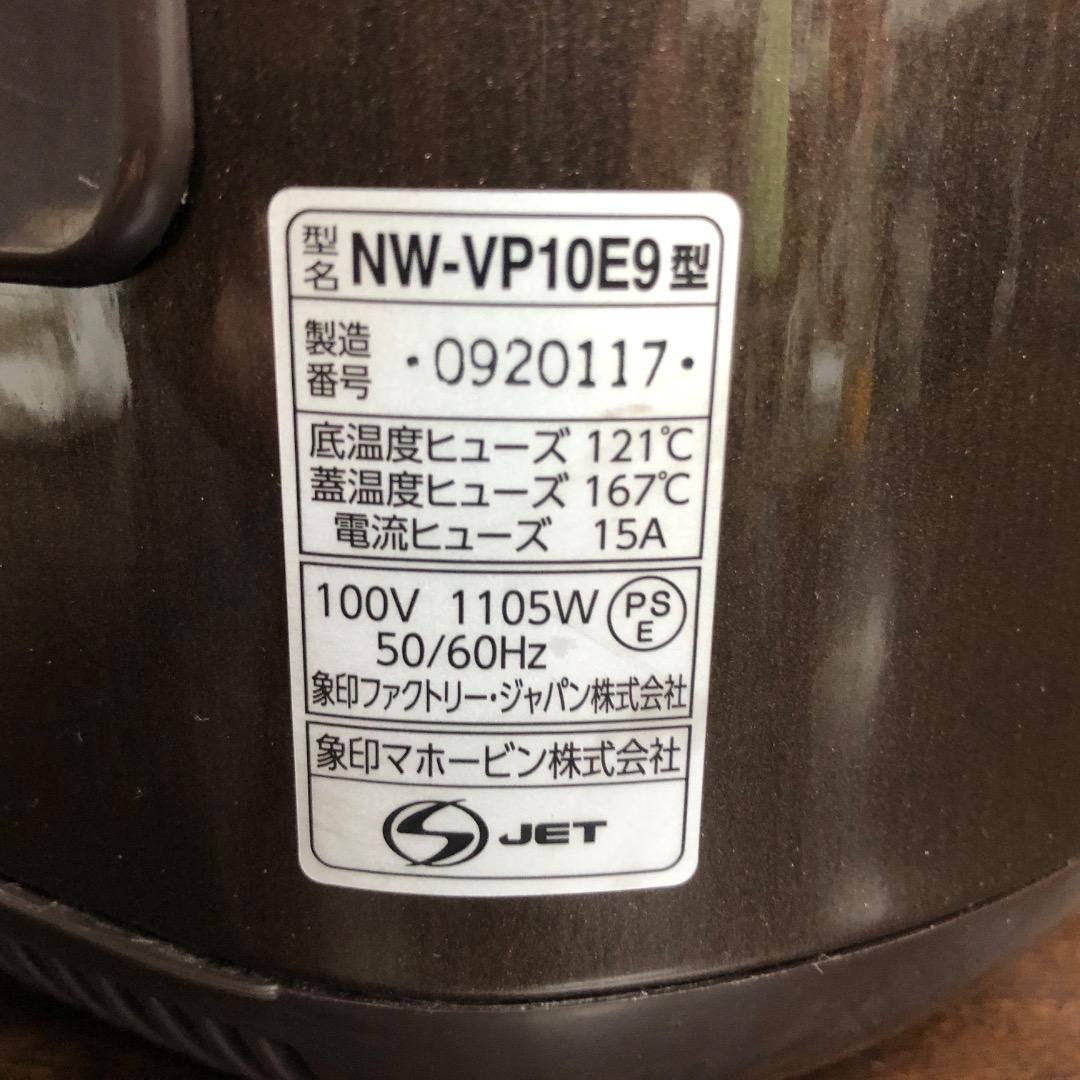 型名 NW-VP10E9型
製造番号 ・0920117・
底温度ヒューズ 121℃
蓋温度ヒューズ 167℃
電流ヒューズ 15A
100V 1105W PSE
50/60Hz
象印ファクトリー・ジャパン株式会社
象印マホービン株式会社
S JET